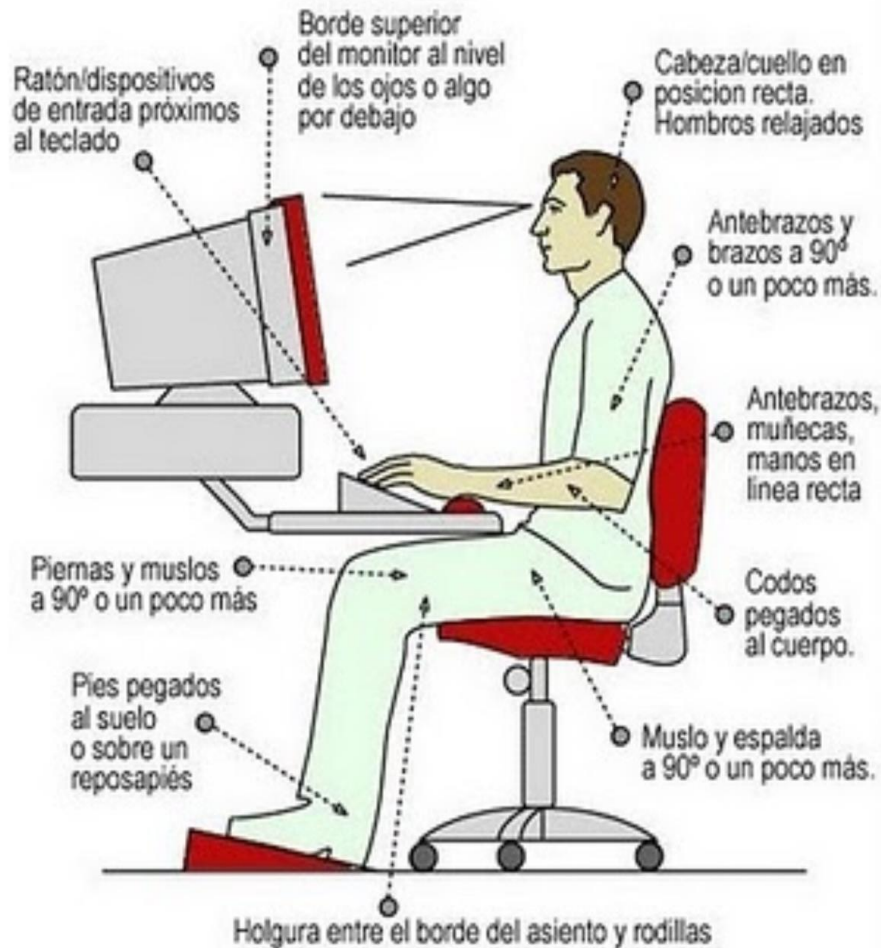 Borde superior
del monitor al nivel
de los ojos o algo
por debajo
Ratón/dispositivos
de entrada próximos
al teclado
Cabeza/cuello en
posicion recta.
Hombros relajados
Antebrazos y
brazos a 90º
o un poco más.
Antebrazos,
muñecas,
manos en
linea recta
Piernas y muslos
a 90º o un poco más
Codos
pegados
al cuerpo.
Pies pegados
al suelo
o sobre un
reposapiés
Muslo y espalda
a 90º o un poco más.
Holgura entre el borde del asiento y rodillas